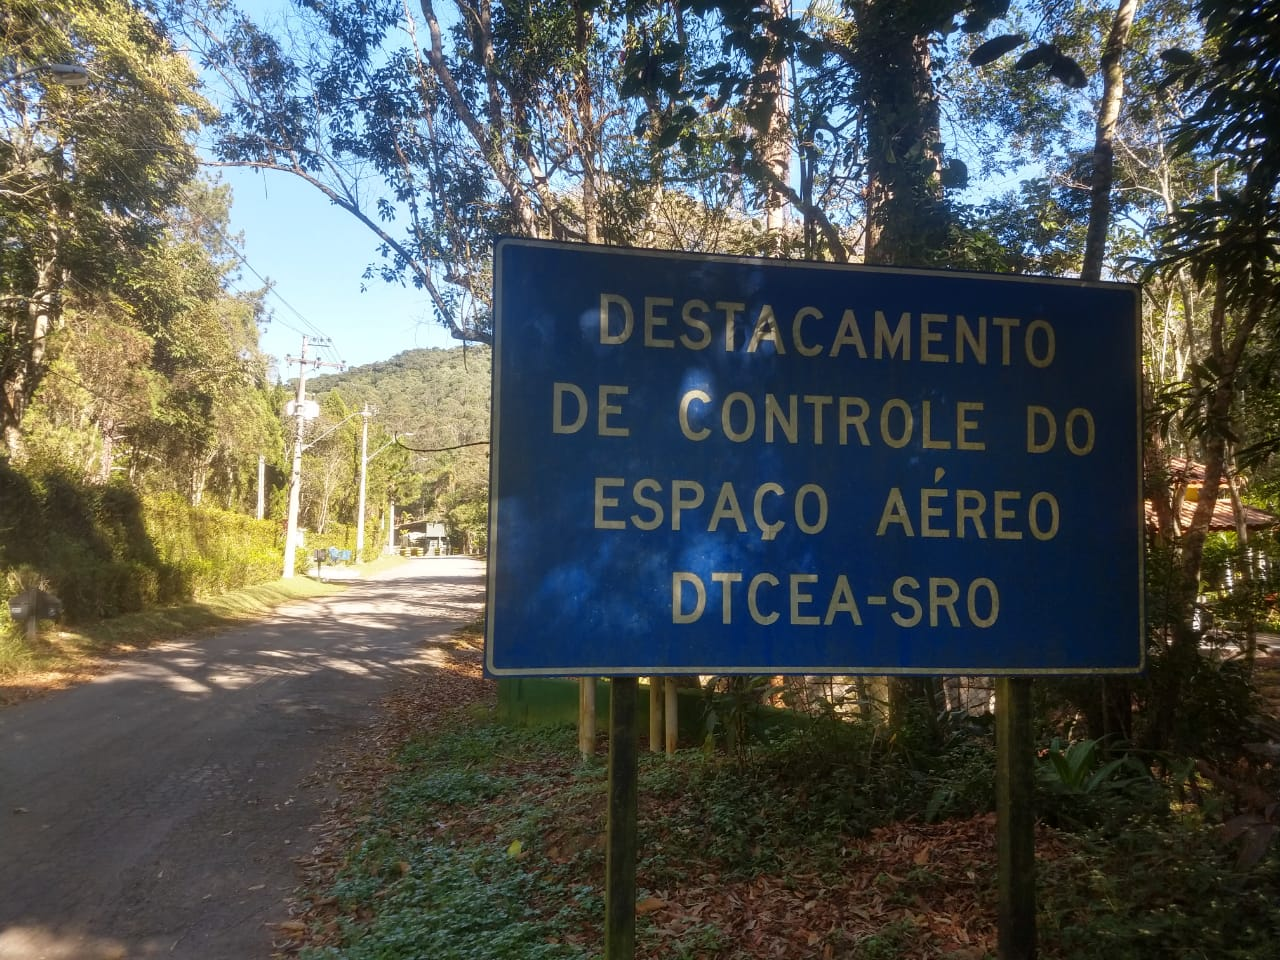 DESTACAMENTO
DE CONTROLE DO
ESPAÇO AÉREO
DTCEA-SRO